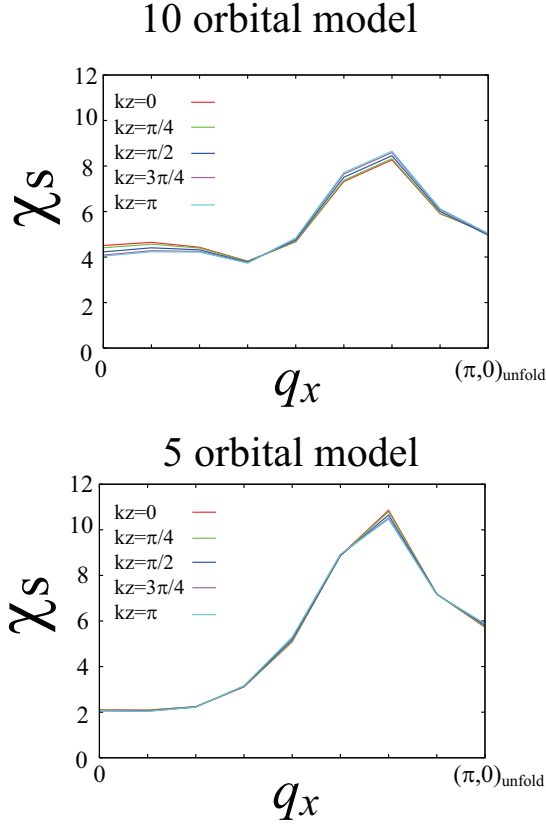 10 orbital model
12
10
8
6
4
2
0
χs
kz=0
kz=π/4
kz=π/2
kz=3π/4
kz=π
0
qx
(π,0)unfold
5 orbital model
12
10
8
6
4
2
0
χs
kz=0
kz=π/4
kz=π/2
kz=3π/4
kz=π
0
qx
(π,0)unfold